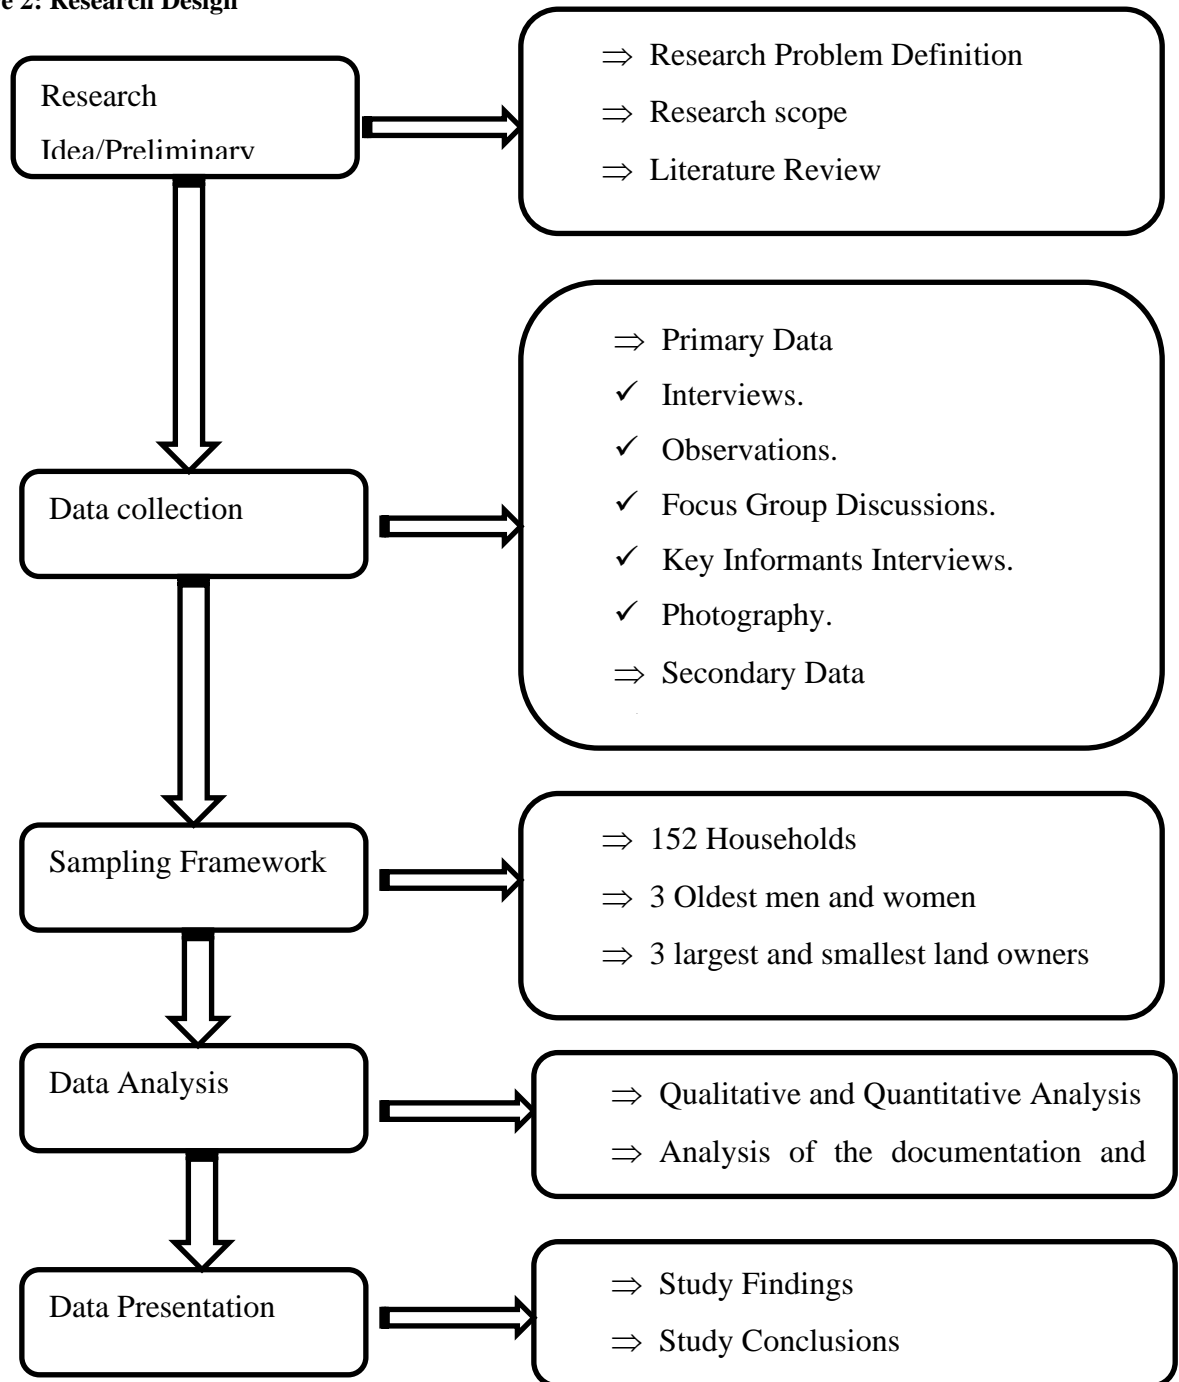 e 2: Research Design
Research
Idea/Preliminary
⇒ Research Problem Definition
⇒ Research scope
⇒ Literature Review
Data collection
⇒ Primary Data
✓ Interviews.
✓ Observations.
✓ Focus Group Discussions.
✓ Key Informants Interviews.
✓ Photography.
⇒ Secondary Data
Sampling Framework
⇒ 152 Households
⇒ 3 Oldest men and women
⇒ 3 largest and smallest land owners
Data Analysis
⇒ Qualitative and Quantitative Analysis
⇒ Analysis of the documentation and
Data Presentation
⇒ Study Findings
⇒ Study Conclusions